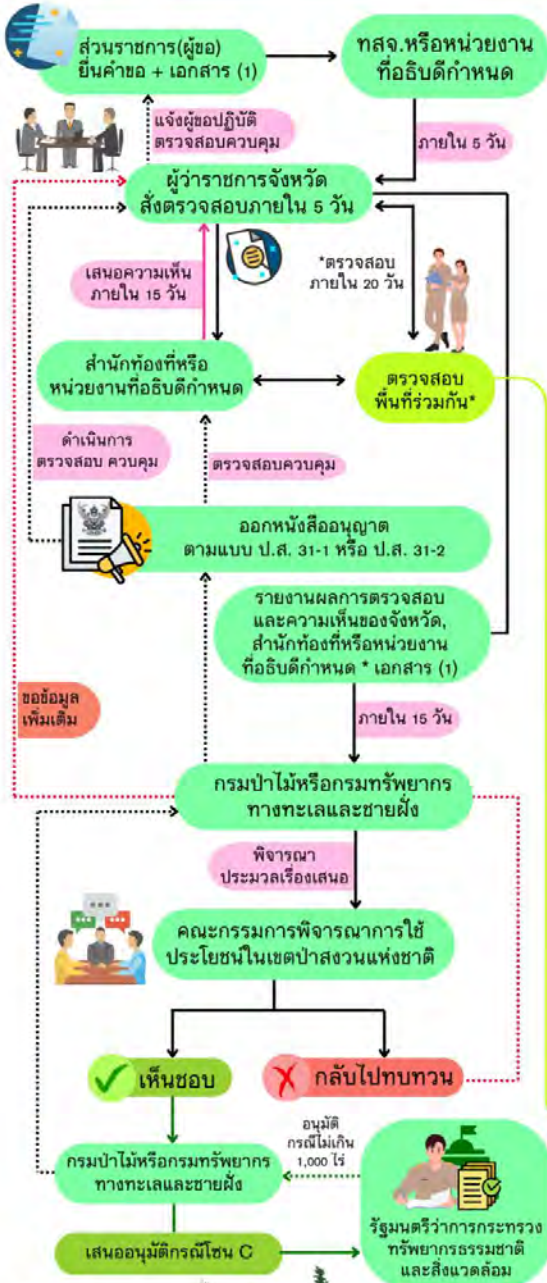 ส่วนราชการ(ผู้ขอ)
ยื่นคำขอ + เอกสาร (1)
ทสจ.หรือหน่วยงาน
ที่อธิบดีกำหนด
แจ้งผู้ขอปฏิบัติ
ตรวจสอบควบคุม
ภายใน 5 วัน
ผู้ว่าราชการจังหวัด
สั่งตรวจสอบภายใน 5 วัน
เสนอความเห็น
ภายใน 15 วัน
*ตรวจสอบ
ภายใน 20 วัน
สำนักท้องที่หรือ
หน่วยงานที่อธิบดีกำหนด
ตรวจสอบ
พื้นที่ร่วมกัน*
ดำเนินการ
ตรวจสอบ ควบคุม
ตรวจสอบควบคุม
ออกหนังสืออนุญาต
ตามแบบ ป.ส. 31-1 หรือ ป.ส. 31-2
รายงานผลการตรวจสอบ
และความเห็นของจังหวัด,
สำนักท้องที่หรือหน่วยงาน
ที่อธิบดีกำหนด * เอกสาร (1)
ขอข้อมูล
เพิ่มเติม
ภายใน 15 วัน
กรมป่าไม้หรือกรมทรัพยากร
ทางทะเลและชายฝั่ง
พิจารณา
ประมวลเรื่องเสนอ
คณะกรรมการพิจารณาการใช้
ประโยชน์ในเขตป่าสงวนแห่งชาติ
เห็นชอบ
กลับไปทบทวน
อนุมัติ
กรณีไม่เกิน
1,000 ไร่
กรมป่าไม้หรือกรมทรัพยากร
ทางทะเลและชายฝั่ง
รัฐมนตรีว่าการกระทรวง
ทรัพยากรธรรมชาติ
และสิ่งแวดล้อม
เสนออนุมัติกรณีโซน C